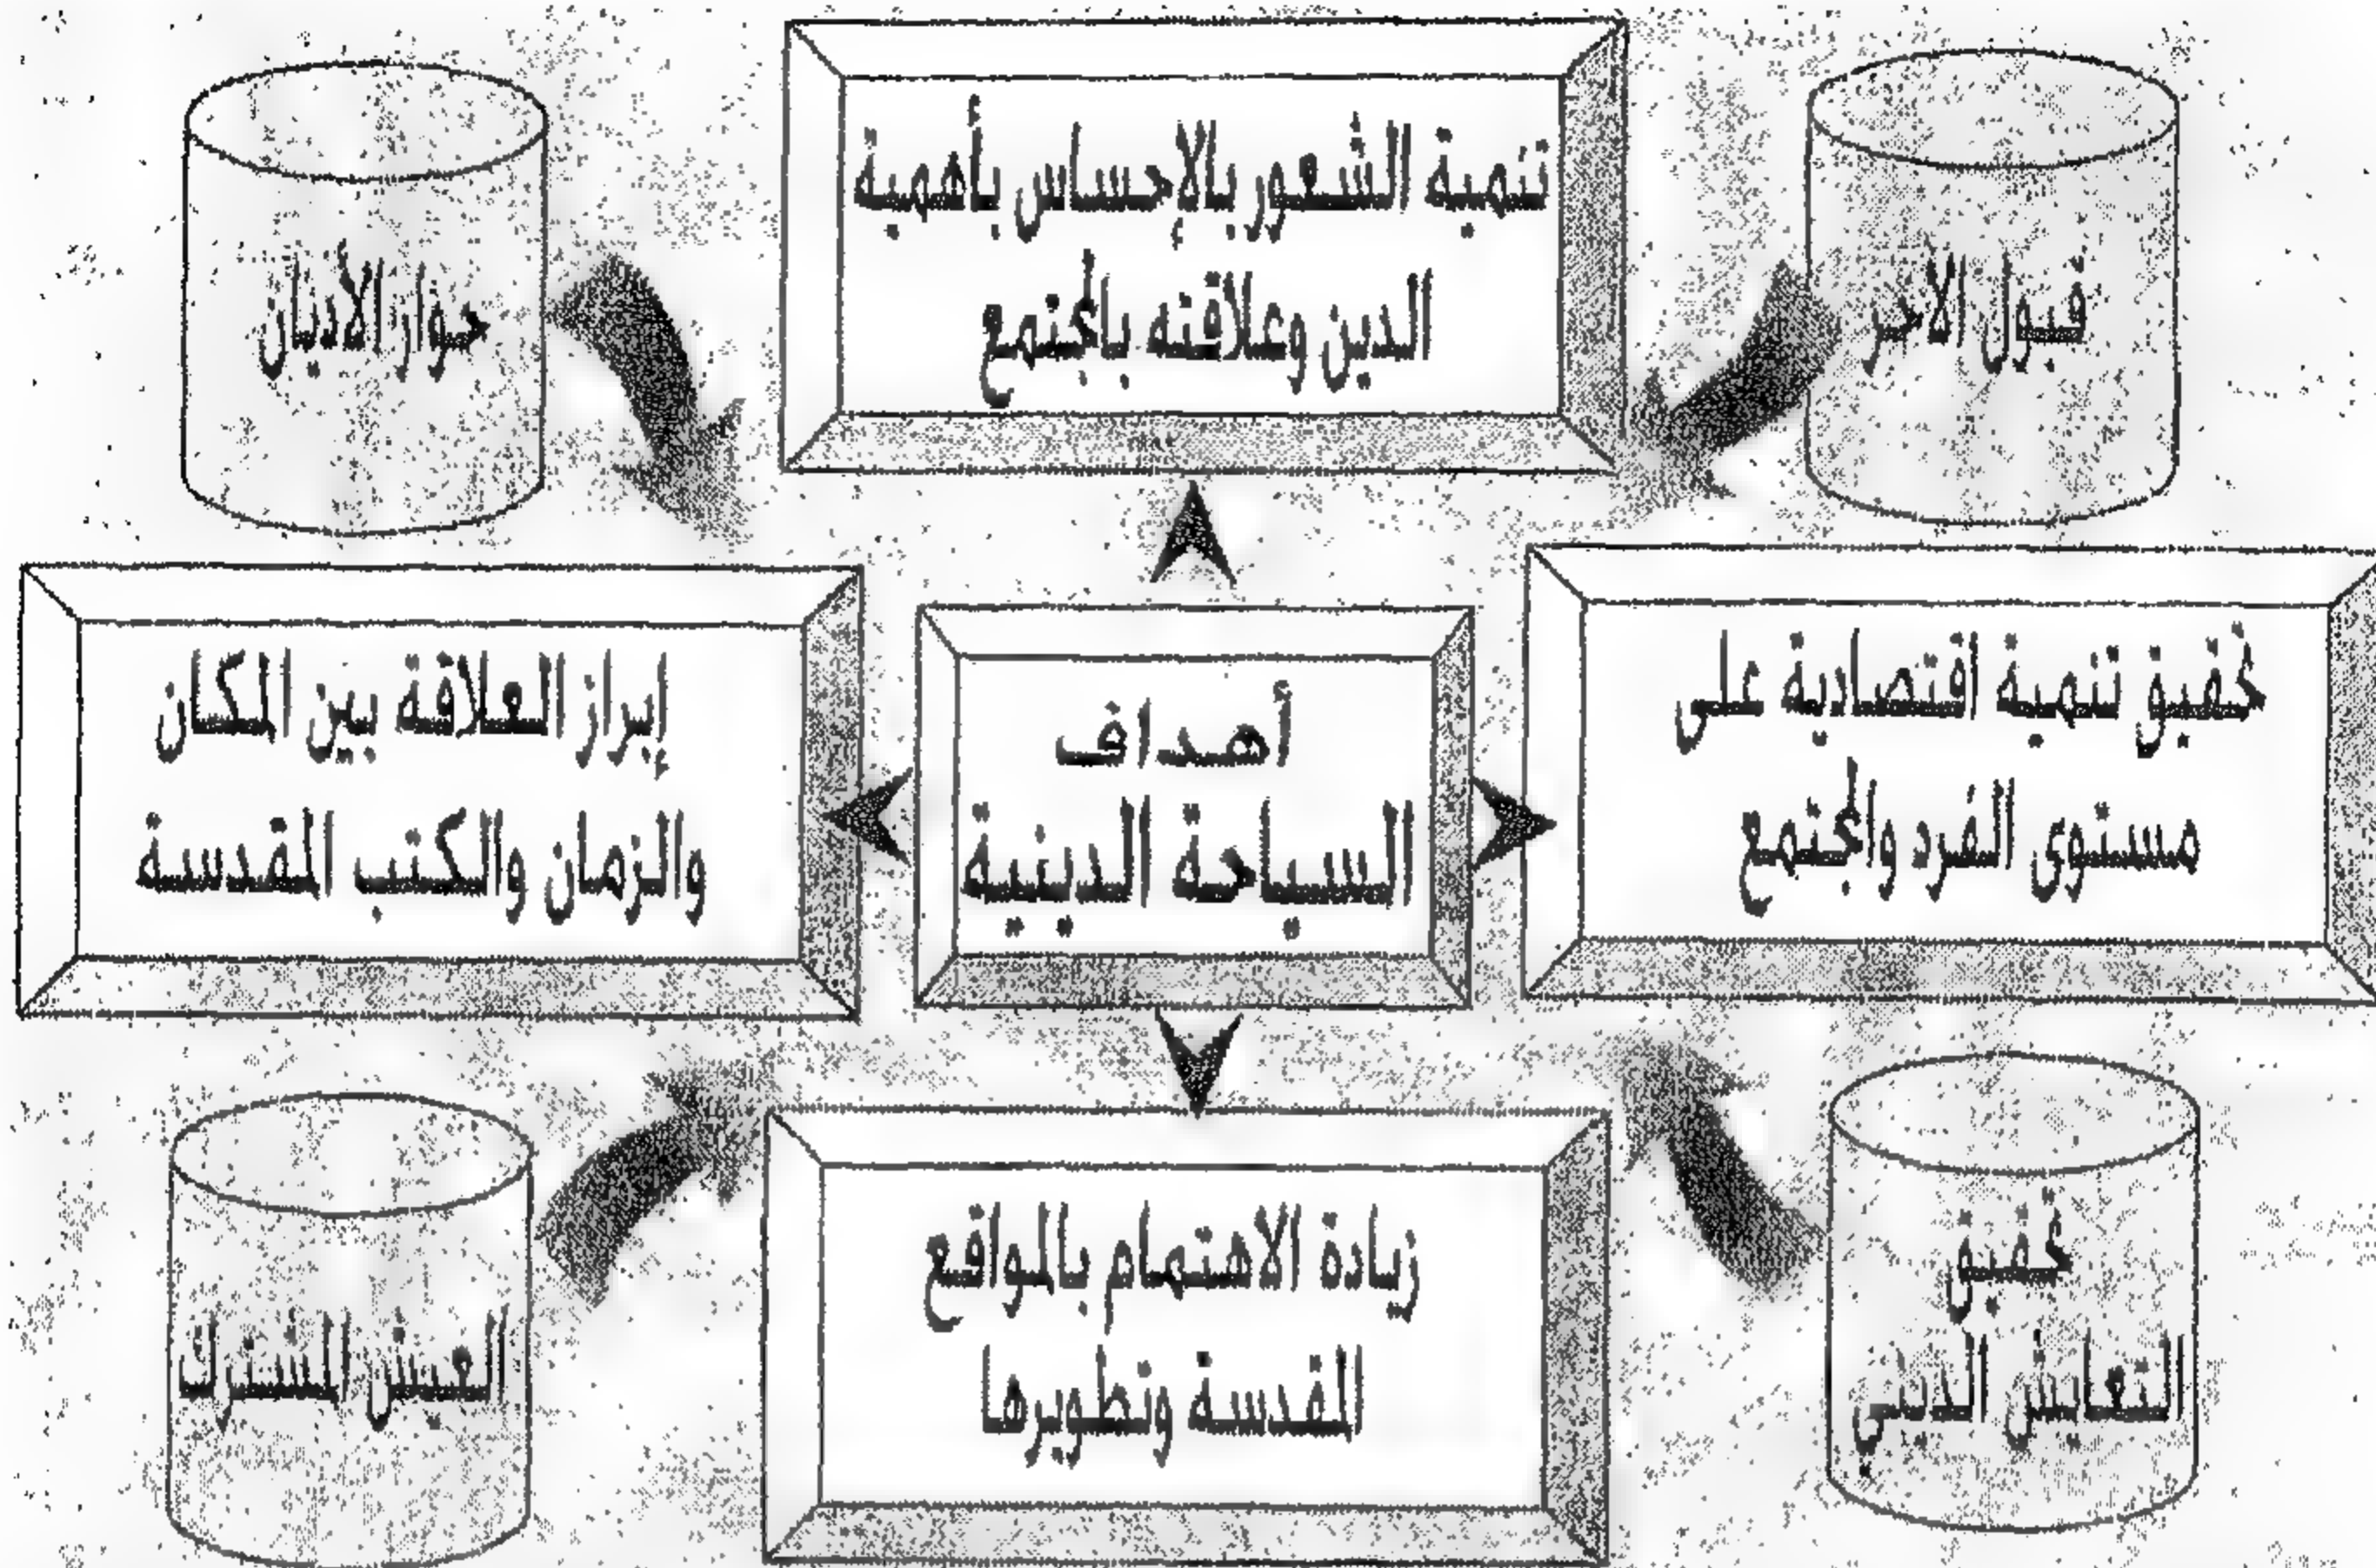 قبول الآخر
تنمية الشعور بالإحساس بأهمية
الدين وعلاقته بالمجتمع
حوار الأديان
تحقيق تنمية اقتصادية على
مستوى الفرد والمجتمع
أهداف
السياحة الدينية
إبراز العلاقة بين المكان
والزمان والكتب المقدسة
تحقيق
التعايش الديني
زيادة الاهتمام بالمواقع
المقدسة وتطويرها
العيش المشترك